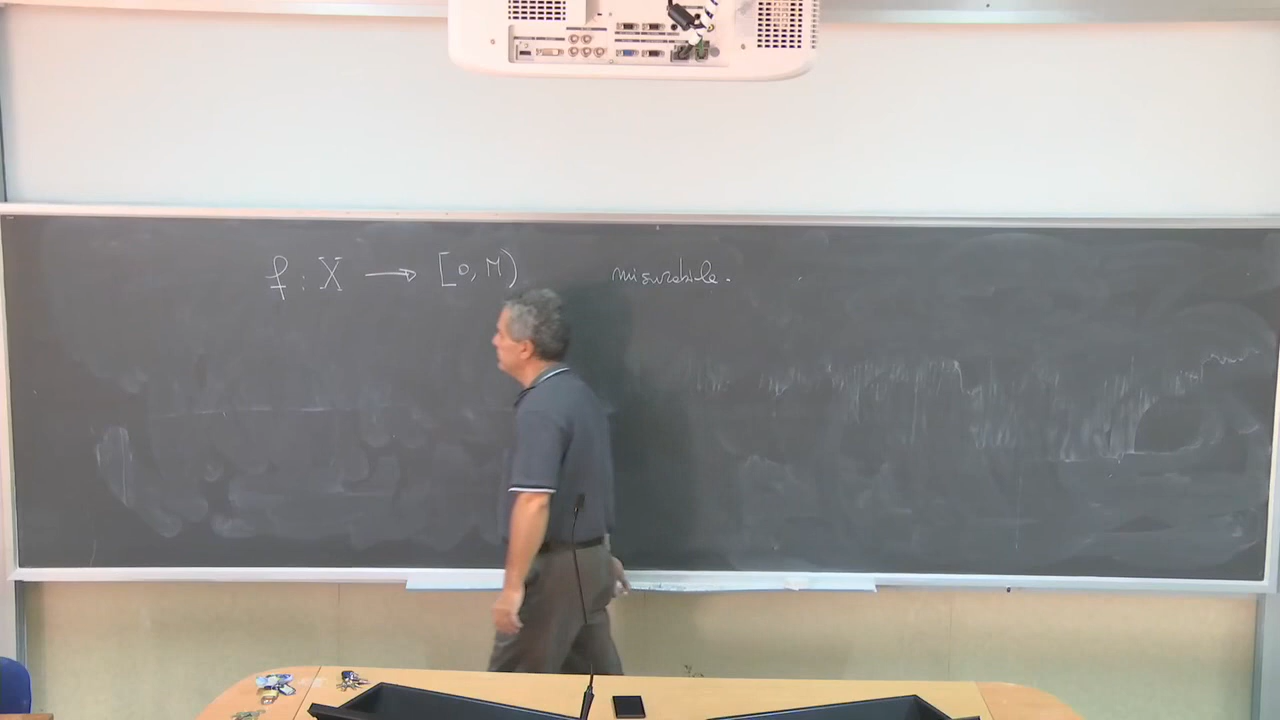 f : X → [0, M) misurabile.